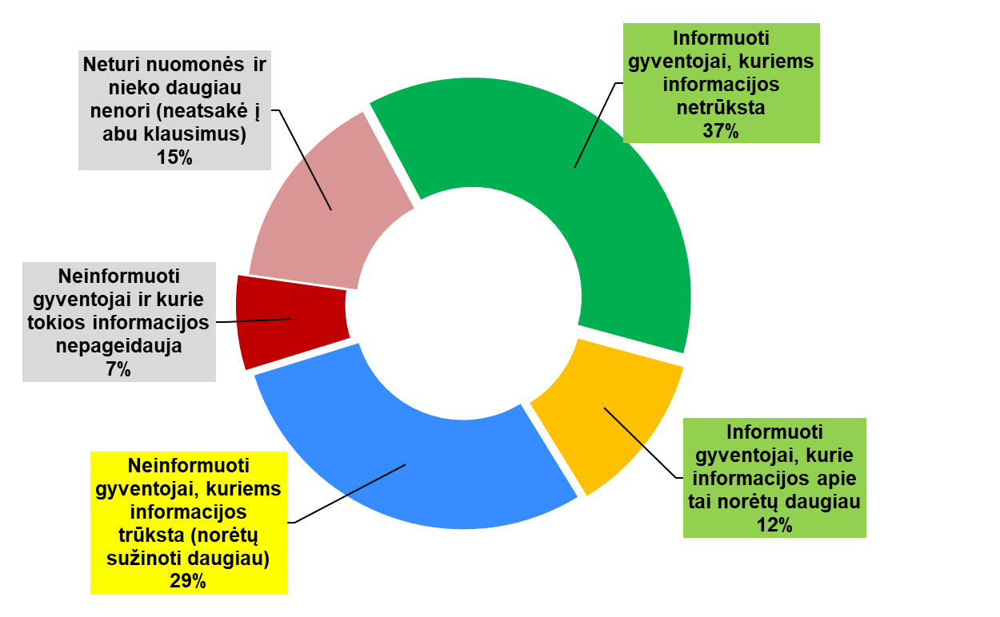 Informuoti
gyventojai, kuriems
informacijos
netrūksta
37%
Neturi nuomonės ir
nieko daugiau
nenori (neatsakė į
abu klausimus)
15%
Neinformuoti
gyventojai ir kurie
tokios informacijos
nepageidauja
7%
Informuoti
gyventojai, kurie
informacijos apie
tai norėtų daugiau
12%
Neinformuoti
gyventojai, kuriems
informacijos
trūksta (norėtų
sužinoti daugiau)
29%